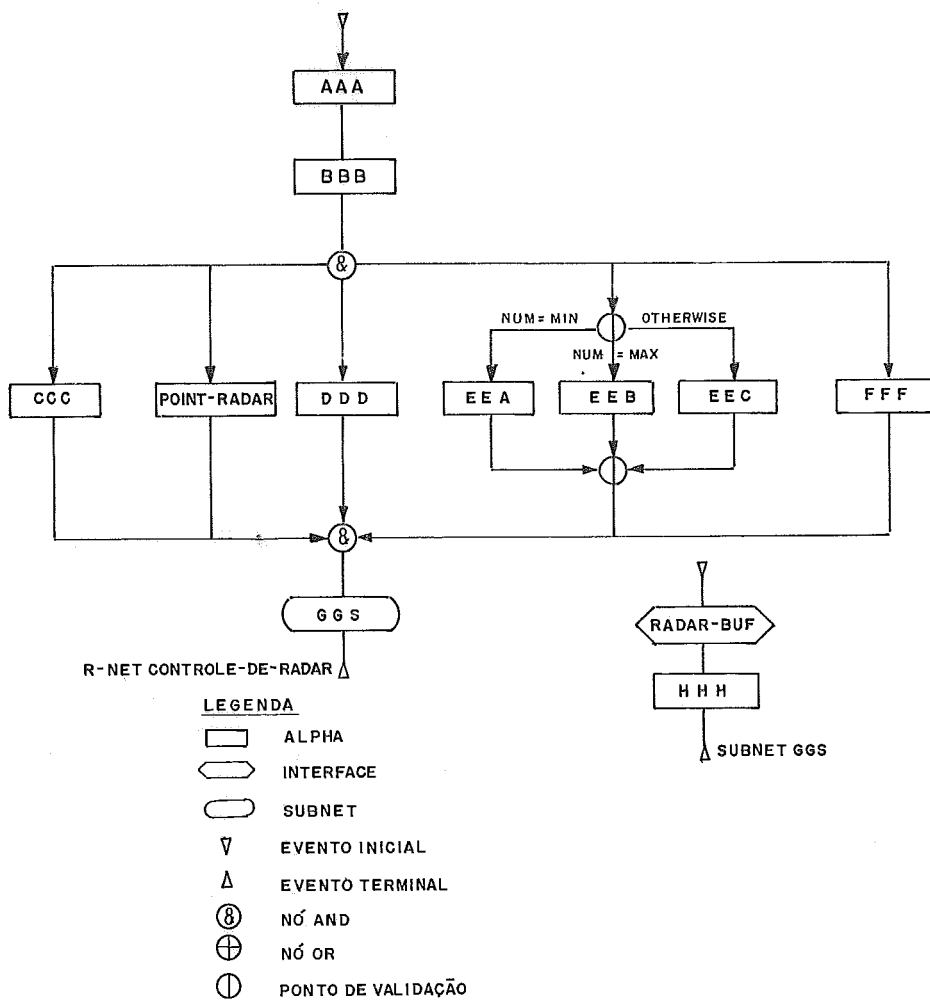 AAA
BBB
&
NUM = MIN
OTHERWISE
NUM = MAX
CCC
POINT-RADAR
DDD
EEA
EEB
EEC
FFF
&
GGS
RADAR-BUF
R-NET CONTROLE-DE-RADAR
HHH
SUBNET GGS
LEGENDA
ALPHA
INTERFACE
SUBNET
EVENTO INICIAL
EVENTO TERMINAL
& NÓ AND
NÓ OR
PONTO DE VALIDAÇÃO